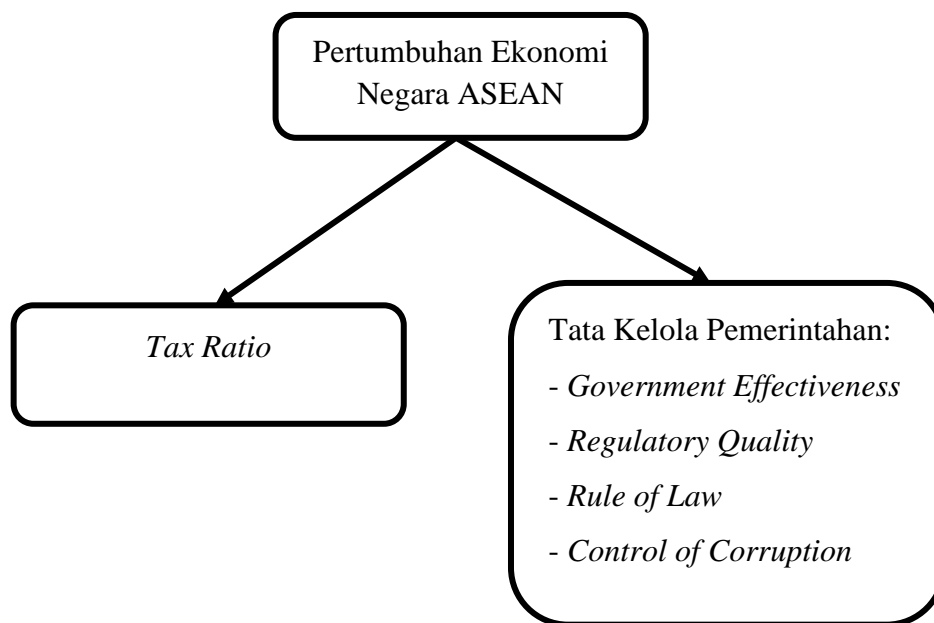 Pertumbuhan Ekonomi
Negara ASEAN
Tax Ratio
Tata Kelola Pemerintahan:
- Government Effectiveness
- Regulatory Quality
- Rule of Law
- Control of Corruption